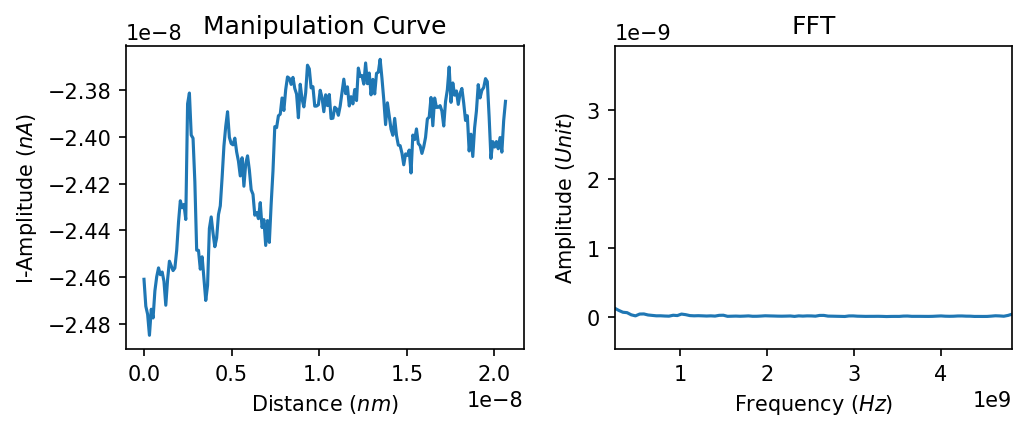 Manipulation Curve
1e−8
I-Amplitude (nA)
−2.38
−2.40
−2.42
−2.44
−2.46
−2.48
0.0 0.5 1.0 1.5 2.0
Distance (nm)
1e−8
FFT
1e−9
Amplitude (Unit)
3
2
1
0
1 2 3 4
Frequency (Hz)
1e9